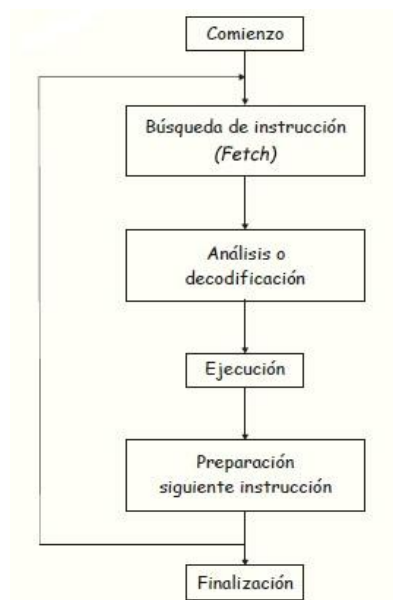 Comienzo
Búsqueda de instrucción
(Fetch)
Análisis o
decodificación
Ejecución
Preparación
siguiente instrucción
Finalización